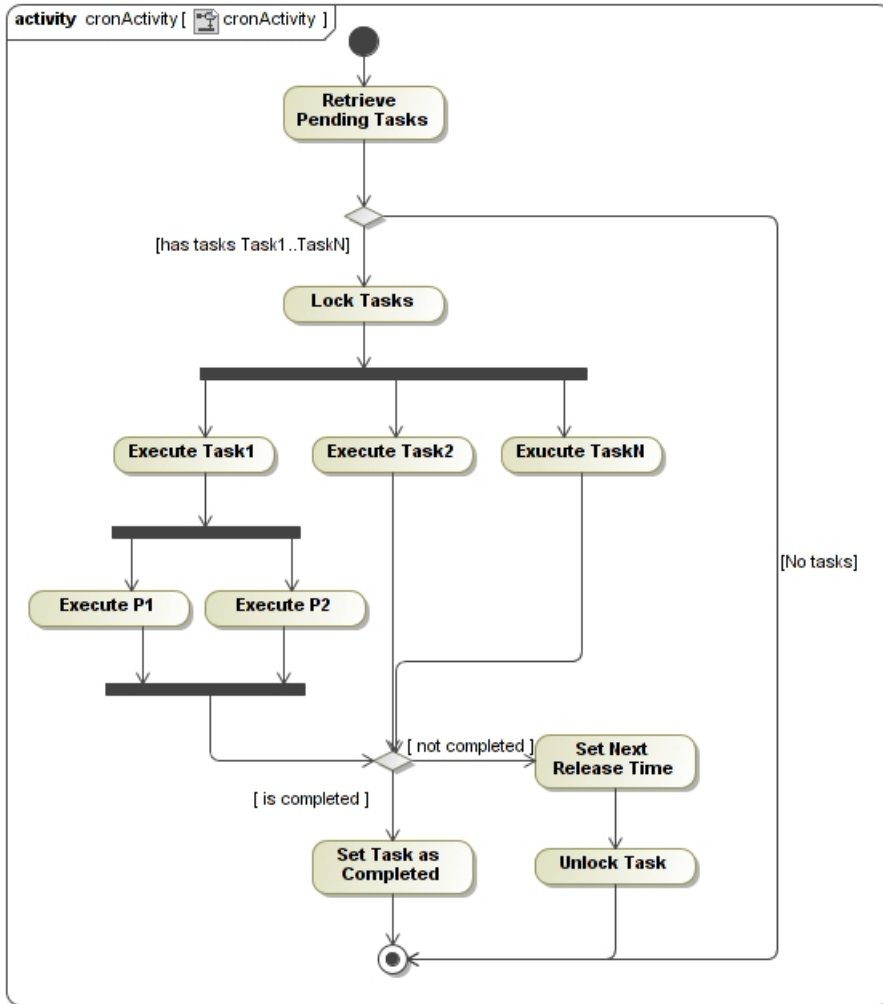 activity cronActivity [ cronActivity ]
Retrieve
Pending Tasks
[has tasks Task1..TaskN]
Lock Tasks
Execute Task1
Execute Task2
Exucute TaskN
[No tasks]
Execute P1
Execute P2
[ not completed ]
Set Next
Release Time
[ is completed ]
Set Task as
Completed
Unlock Task